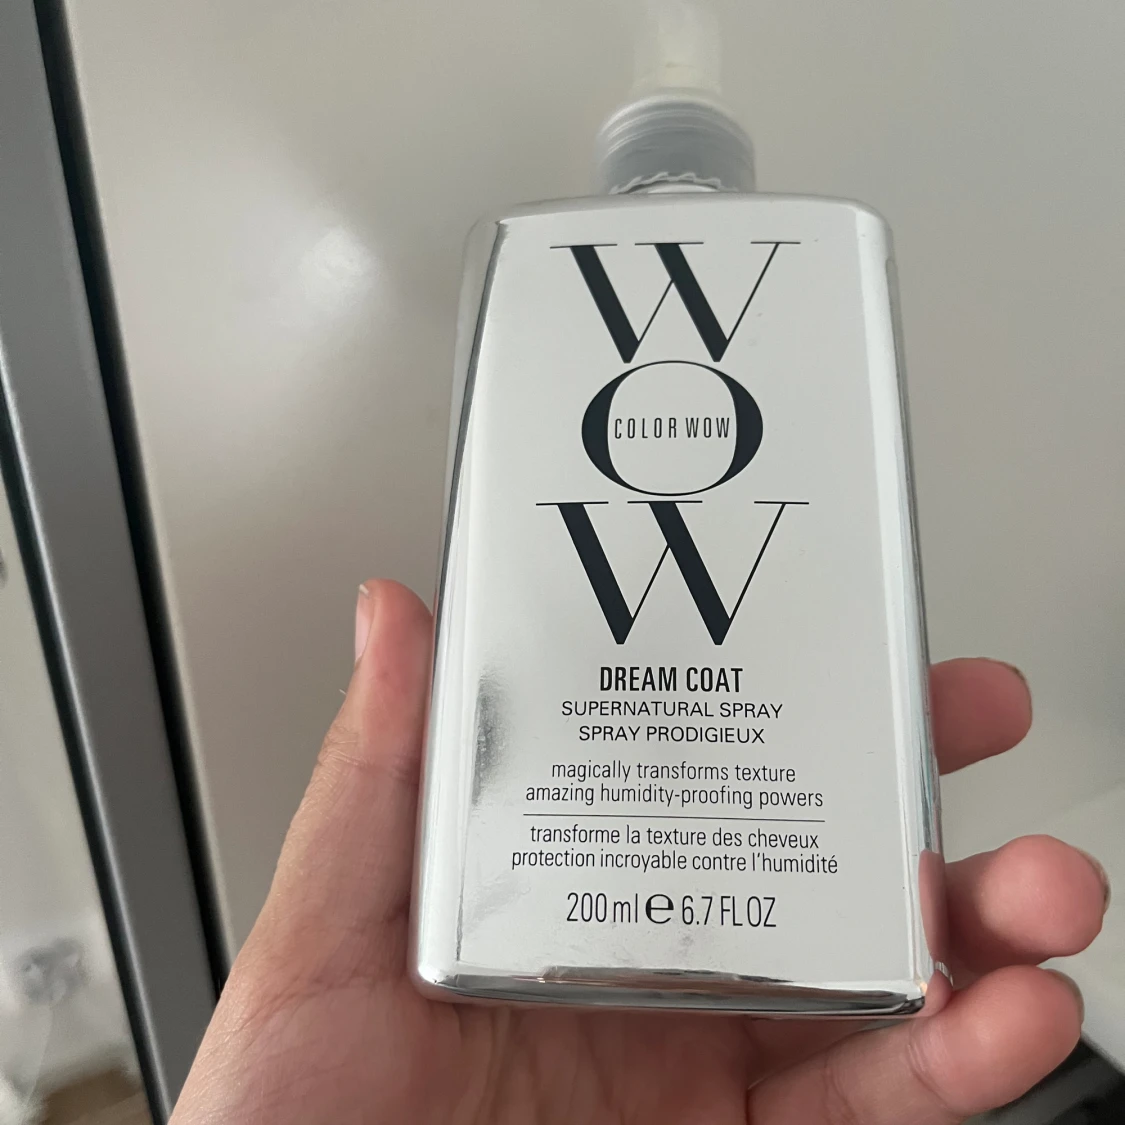 WOW
COLOR WOW
DREAM COAT
SUPERNATURAL SPRAY
SPRAY PRODIGIEUX
magically transforms texture
amazing humidity-proofing powers
transforme la texture des cheveux
protection incroyable contre l'humidité
200 ml e 6.7 FL OZ